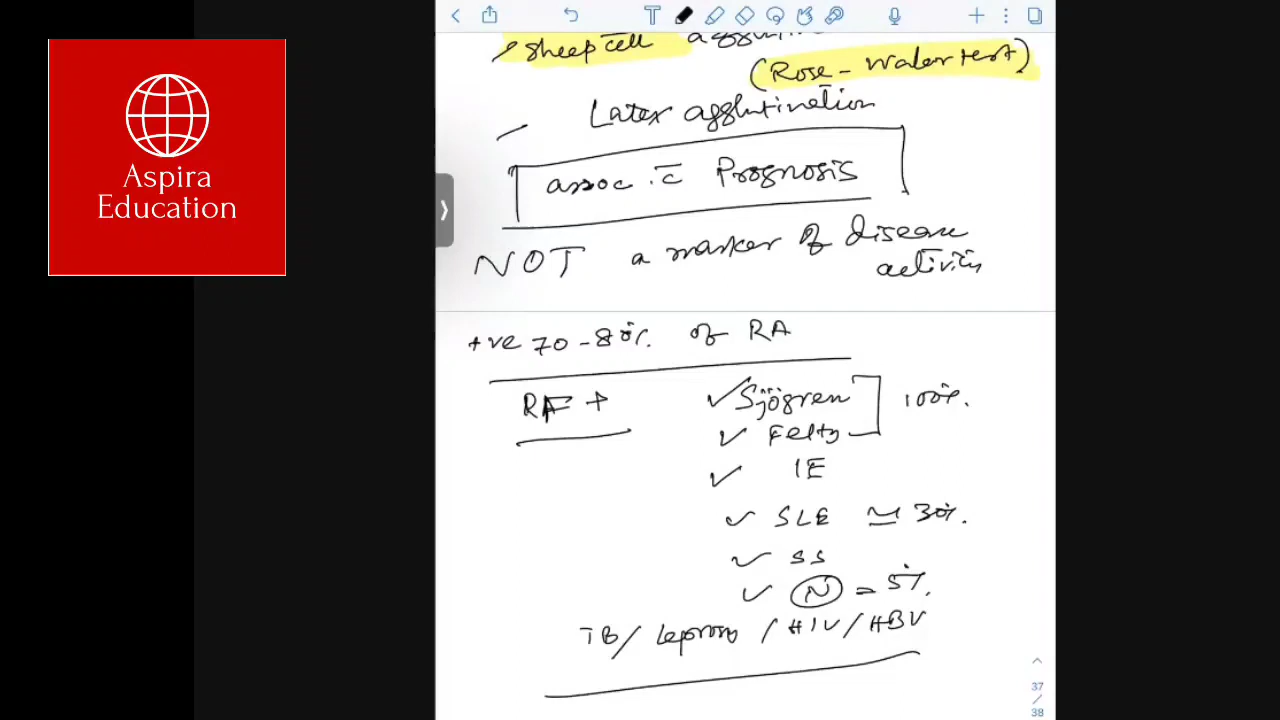 Aspira
Education
sheep cell
(Rose - Waler test)
Latex agglutination
assoc. c̄ Prognosis
NOT a marker of disease
activity
+ve 70-80% of RA
RF + ✓ Sjögren 100%.
✓ Felty
✓ IE
✓ SLE ≃ 30%.
✓ SS
✓ N = 5%.
TB / Leprosy / HIV / HBV
37
/
38